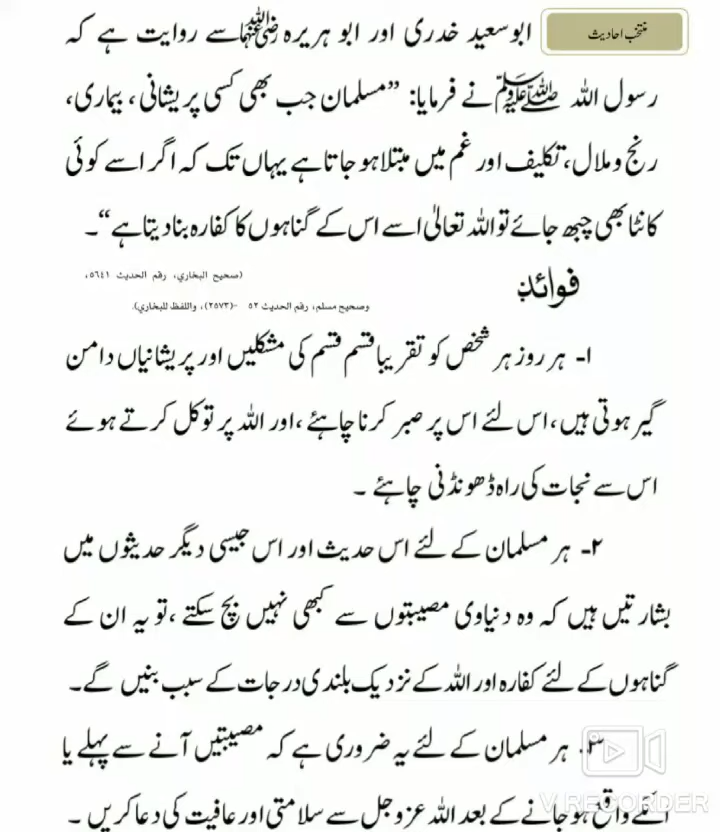 منتخب احادیث
ابو سعید خدری اور ابو ہریرہ رضی اللہ عنہما سے روایت ہے کہ
رسول اللہ صلی اللہ علیہ وسلم نے فرمایا: ”مسلمان جب بھی کسی پریشانی، بیماری،
رنج وملال، تکلیف اور غم میں مبتلا ہو جاتا ہے یہاں تک کہ اگر اسے کوئی
کانٹا بھی چبھ جائے تو اللہ تعالیٰ اسے اس کے گناہوں کا کفارہ بنا دیتا ہے“۔
(صحيح البخاري، رقم الحديث ٥٦٤١،
فوائد:
وصحيح مسلم، رقم الحديث ٥٢ -(٢٥٧٣)، واللفظ للبخاري).
۱- ہر روز ہر شخص کو تقریبا قسم قسم کی مشکلیں اور پریشانیاں دامن
گیر ہوتی ہیں، اس لئے اس پر صبر کرنا چاہئے، اور اللہ پر توکل کرتے ہوئے
اس سے نجات کی راہ ڈھونڈنی چاہئے ۔
۲- ہر مسلمان کے لئے اس حدیث اور اس جیسی دیگر حدیثوں میں
بشارتیں ہیں کہ وہ دنیاوی مصیبتوں سے کبھی نہیں بچ سکتے، تو یہ ان کے
گناہوں کے لئے کفارہ اور اللہ کے نزدیک بلندی درجات کے سبب بنیں گے۔
۳. ہر مسلمان کے لئے یہ ضروری ہے کہ مصیبتیں آنے سے پہلے یا
انکے واقع ہو جانے کے بعد اللہ عزوجل سے سلامتی اور عافیت کی دعا کریں ۔
V RECORDER